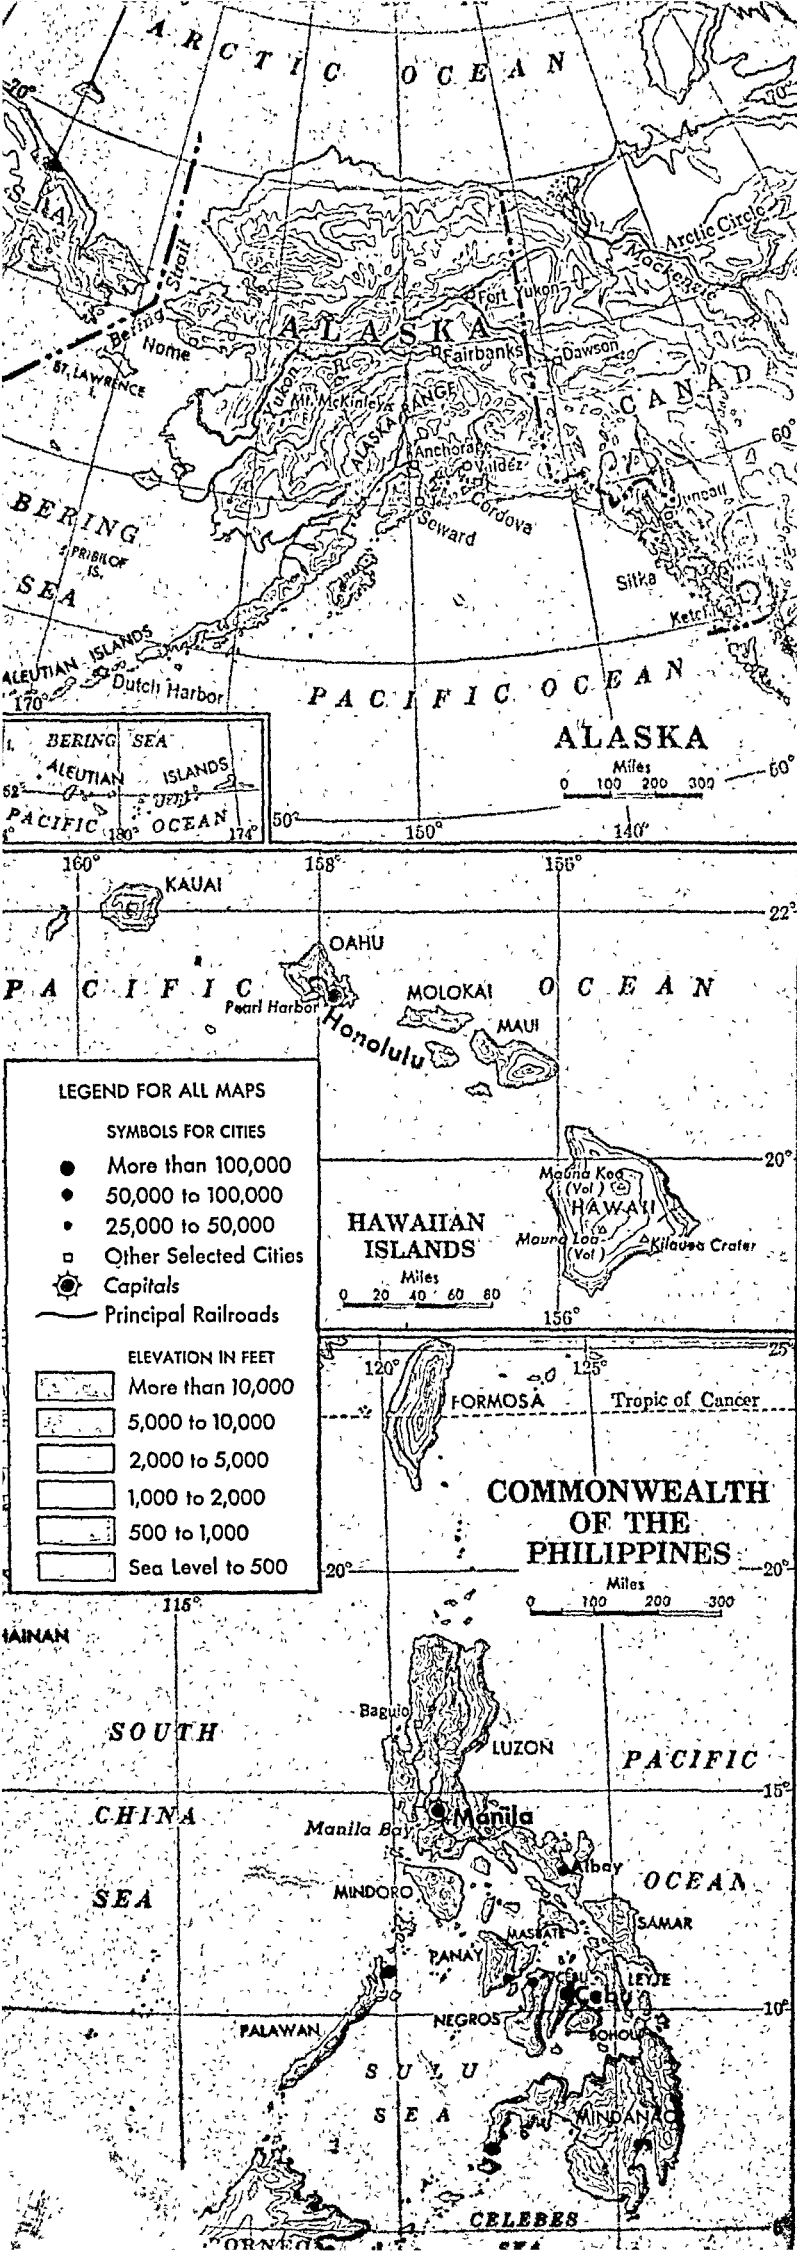 ARCTIC OCEAN
70°
70°
Arctic Circle
Mackenzie
Strait
Bering
Fort Yukon
ALASKA
Nome
Fairbanks
Dawson
ST. LAWRENCE
I.
Yukon
Mt. McKinley
ALASKA RANGE
CANADA
60°
Anchorage
Valdez
Cordova
Seward
Juneau
BERING
SEA
PRIBILOF
IS.
Sitka
ALEUTIAN ISLANDS
Dutch Harbor
170°
PACIFIC OCEAN
ALASKA
Miles
0 100 200 300
BERING SEA
ALEUTIAN ISLANDS
52°
PACIFIC OCEAN
180° 174°
50°
150°
140°
160° 158° 156°
KAUAI
22°
OAHU
PACIFIC OCEAN
Pearl Harbor
Honolulu
MOLOKAI
MAUI
LEGEND FOR ALL MAPS
SYMBOLS FOR CITIES
More than 100,000
50,000 to 100,000
25,000 to 50,000
Other Selected Cities
Capitals
Principal Railroads
ELEVATION IN FEET
More than 10,000
5,000 to 10,000
2,000 to 5,000
1,000 to 2,000
500 to 1,000
Sea Level to 500
20°
Mauna Kea
(Vol)
HAWAII
Mauna Loa
(Vol)
Kilauea Crater
HAWAIIAN
ISLANDS
Miles
0 20 40 60 80
156°
120° 125° 25°
FORMOSA
Tropic of Cancer
COMMONWEALTH
OF THE
PHILIPPINES
20° 20°
Miles
0 100 200 300
115°
HAINAN
Baguio
SOUTH
CHINA
SEA
LUZON
PACIFIC
OCEAN
15°
Manila
Manila Bay
Albay
MINDORO
SAMAR
MASBATE
PANAY
CEBU
LEYTE
Cebu
10°
NEGROS
BOHOL
PALAWAN
SULU
SEA
MINDANAO
CELEBES
SEA
BORNEO